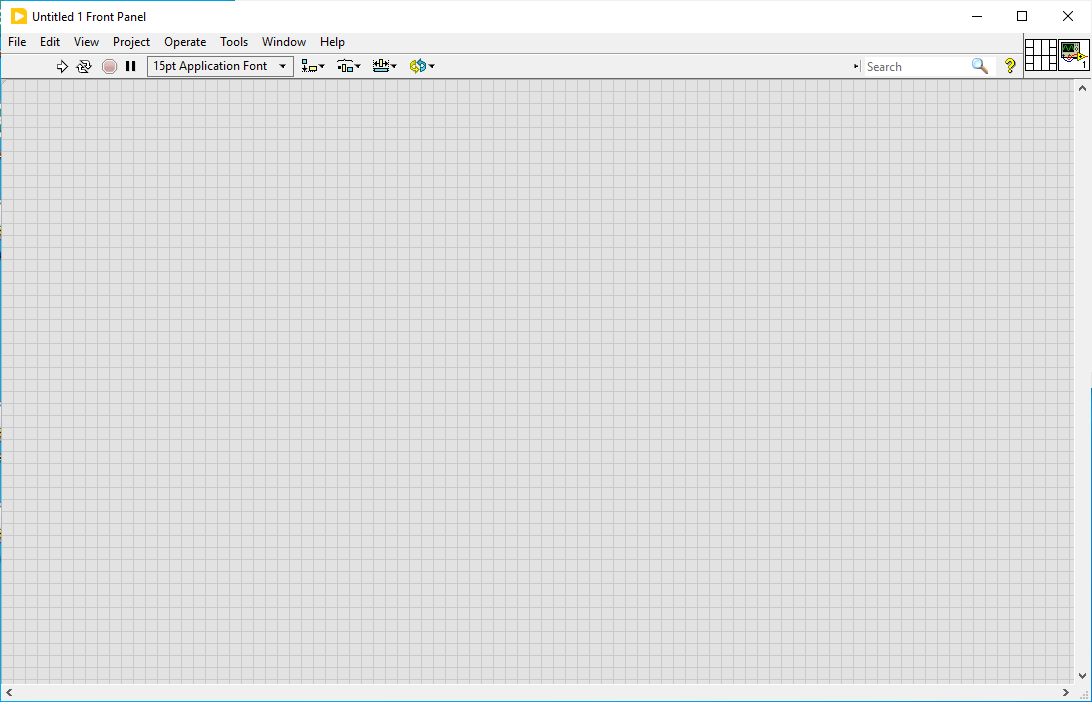 Untitled 1 Front Panel
File Edit View Project Operate Tools Window Help
15pt Application Font Search ?
1